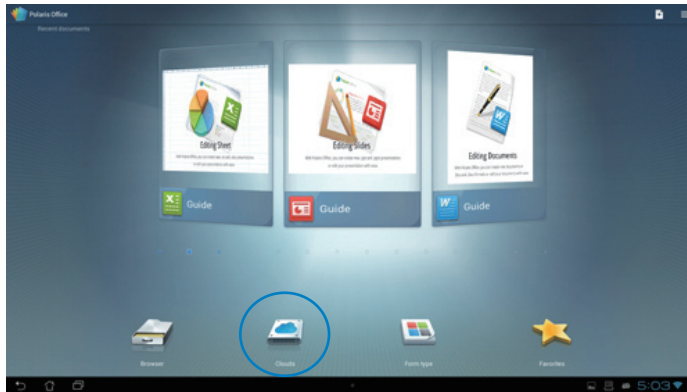 Polaris Office
Recent documents
Editing Sheet
Editing Slides
Editing Documents
Guide
Guide
Guide
Browser
Clouds
Form type
Favorites
5:03